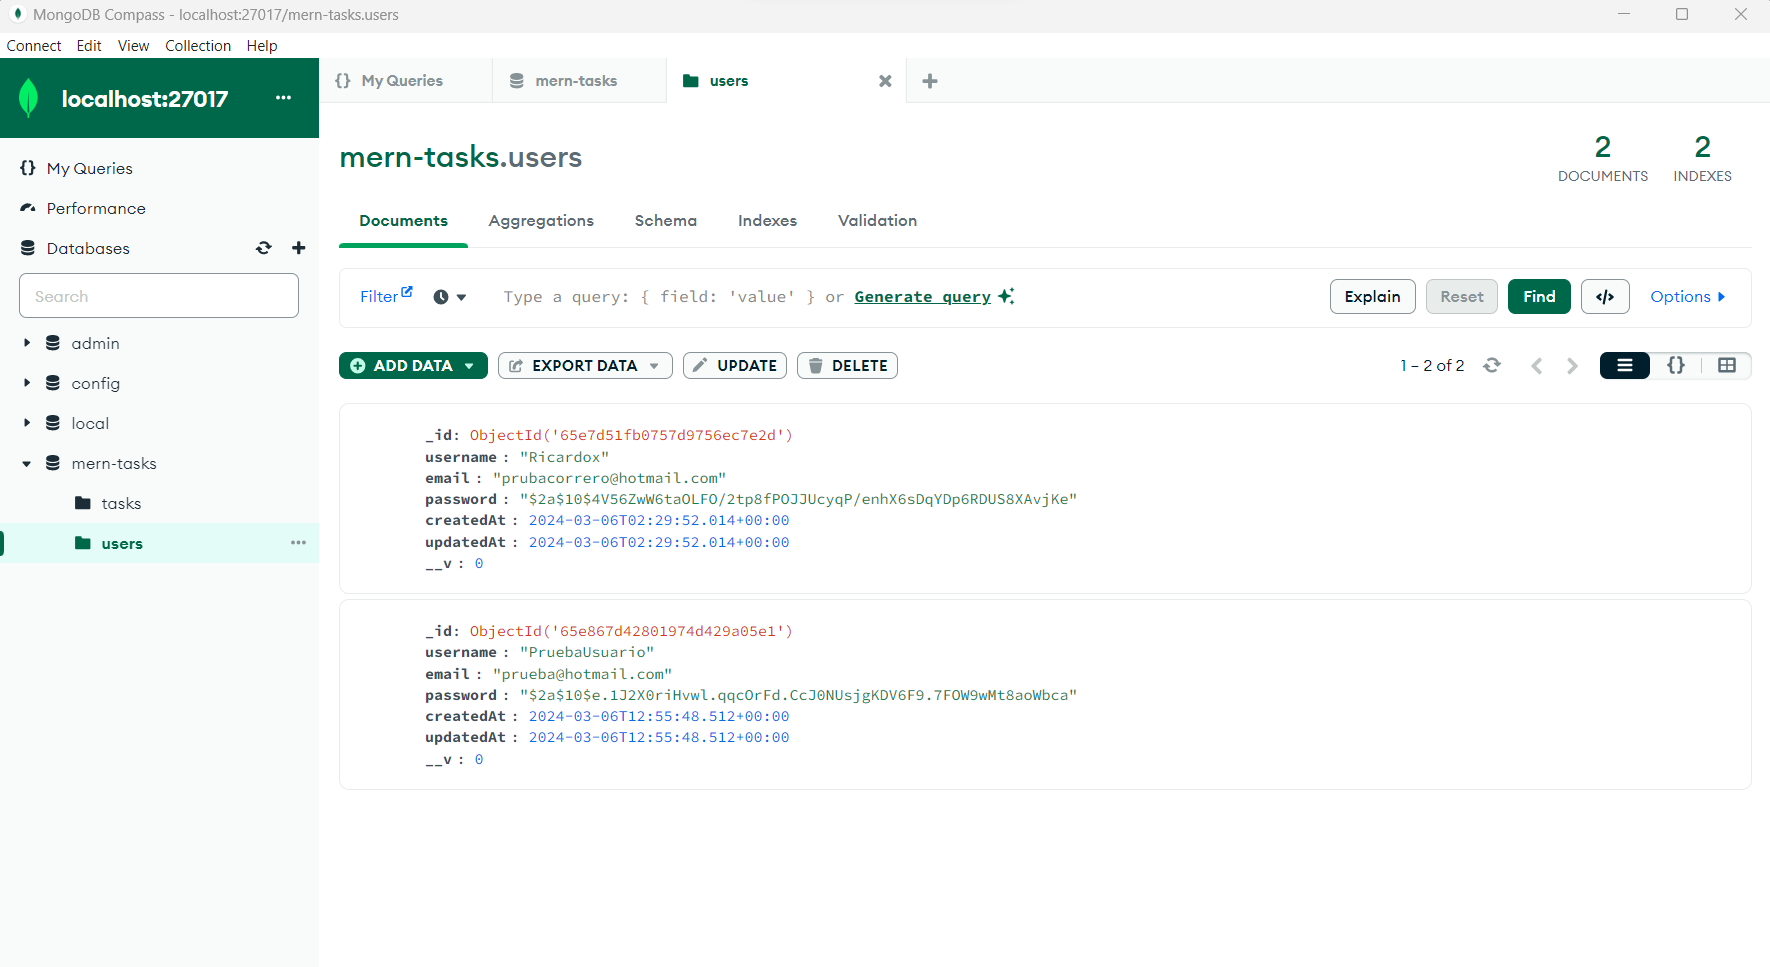 MongoDB Compass - localhost:27017/mern-tasks.users
Connect Edit View Collection Help
localhost:27017
My Queries
Performance
Databases
Search
admin
config
local
mern-tasks
tasks
users
{} My Queries mern-tasks users
mern-tasks.users
2 DOCUMENTS
2 INDEXES
Documents Aggregations Schema Indexes Validation
Filter Type a query: { field: 'value' } or Generate query Explain Reset Find </> Options
ADD DATA EXPORT DATA UPDATE DELETE 1 – 2 of 2 {}
_id: ObjectId('65e7d51fb0757d9756ec7e2d')
username : "Ricardox"
email : "prubacorrero@hotmail.com"
password : "$2a$10$4V56ZwW6taOLFO/2tp8fPOJJUcyqP/enhX6sDqYDp6RDUS8XAvjKe"
createdAt : 2024-03-06T02:29:52.014+00:00
updatedAt : 2024-03-06T02:29:52.014+00:00
__v : 0
_id: ObjectId('65e867d42801974d429a05e1')
username : "PruebaUsuario"
email : "prueba@hotmail.com"
password : "$2a$10$e.1J2X0riHvwl.qqcOrFd.CcJ0NUsjgKDV6F9.7FOW9wMt8aoWbca"
createdAt : 2024-03-06T12:55:48.512+00:00
updatedAt : 2024-03-06T12:55:48.512+00:00
__v : 0